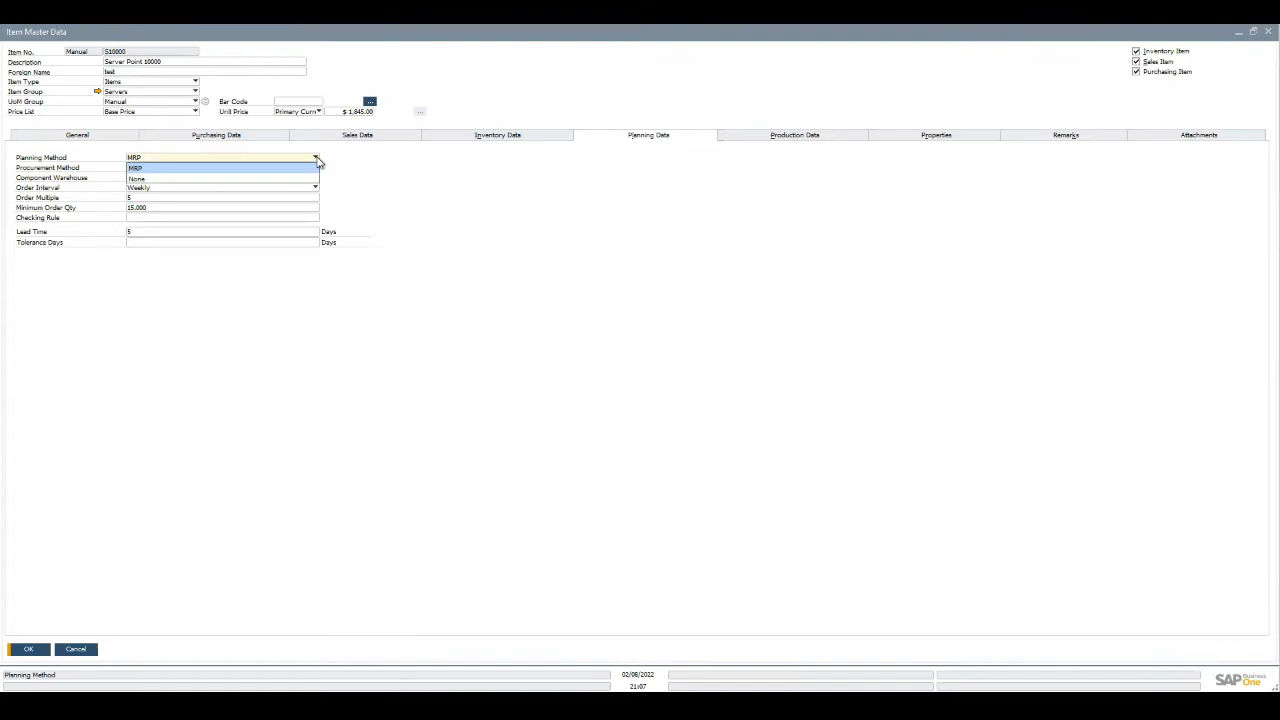 Item Master Data
Item No. Manual S10000
Description Server Point 10000
Foreign Name test
Item Type Items
Item Group Servers
UoM Group Manual Bar Code ...
Price List Base Price Unit Price Primary Curr $ 1,845.00 ...
Inventory Item
Sales Item
Purchasing Item
General Purchasing Data Sales Data Inventory Data Planning Data Production Data Properties Remarks Attachments
Planning Method MRP
Procurement Method MRP
Component Warehouse None
Order Interval Weekly
Order Multiple 5
Minimum Order Qty 15.000
Checking Rule
Lead Time 5 Days
Tolerance Days Days
OK Cancel
Planning Method 02/08/2022
21:07
SAP Business One